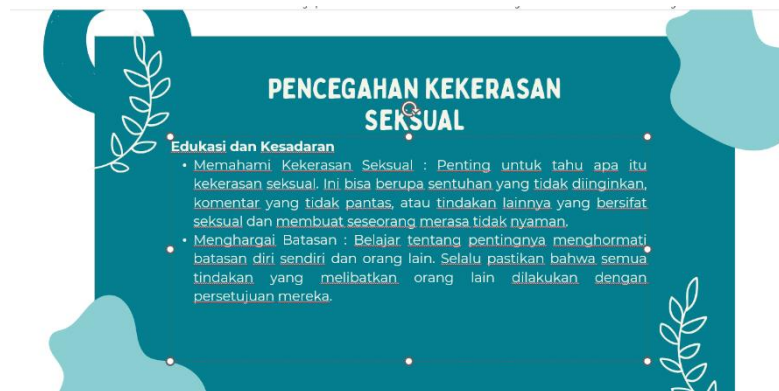 PENCEGAHAN KEKERASAN
SEKSUAL
Edukasi dan Kesadaran
• Memahami Kekerasan Seksual : Penting untuk tahu apa itu
kekerasan seksual. Ini bisa berupa sentuhan yang tidak diinginkan,
komentar yang tidak pantas, atau tindakan lainnya yang bersifat
seksual dan membuat seseorang merasa tidak nyaman.
• Menghargai Batasan : Belajar tentang pentingnya menghormati
batasan diri sendiri dan orang lain. Selalu pastikan bahwa semua
tindakan yang melibatkan orang lain dilakukan dengan
persetujuan mereka.